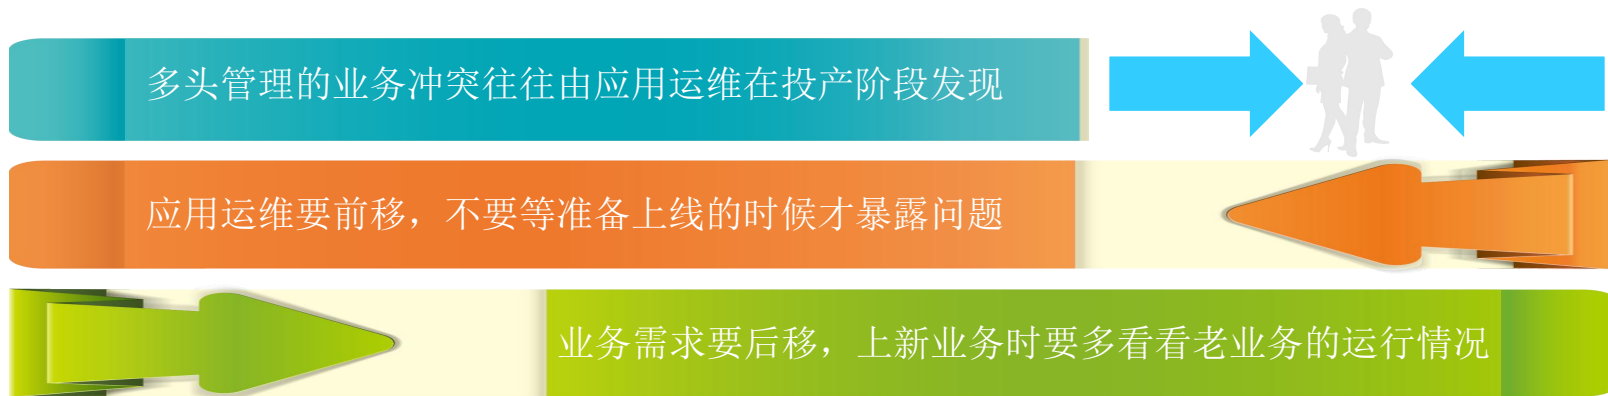 多头管理的业务冲突往往由应用运维在投产阶段发现
应用运维要前移，不要等准备上线的时候才暴露问题
业务需求要后移，上新业务时要多看看老业务的运行情况